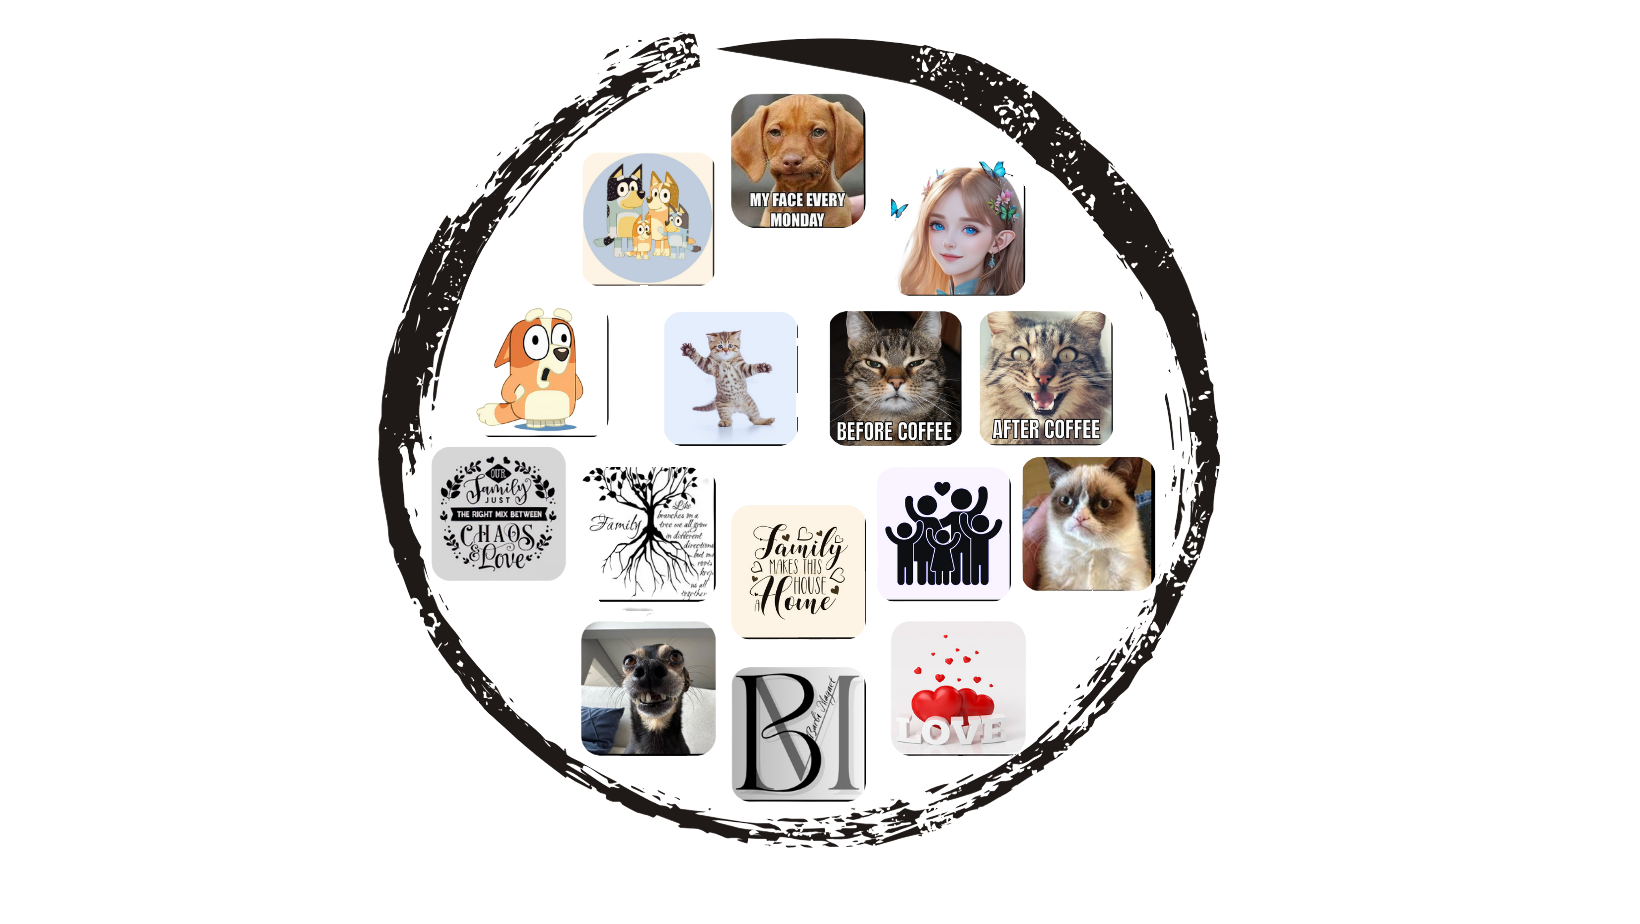 MY FACE EVERY
MONDAY
BEFORE COFFEE
AFTER COFFEE
OUR
Family
JUST
THE RIGHT MIX BETWEEN
CHAOS
& Love
Family
Like
branches on a
tree we all grow
in different
directions
but our
roots
keep
us all
together
Family
MAKES THIS
HOUSE
A Home
BM
LOVE